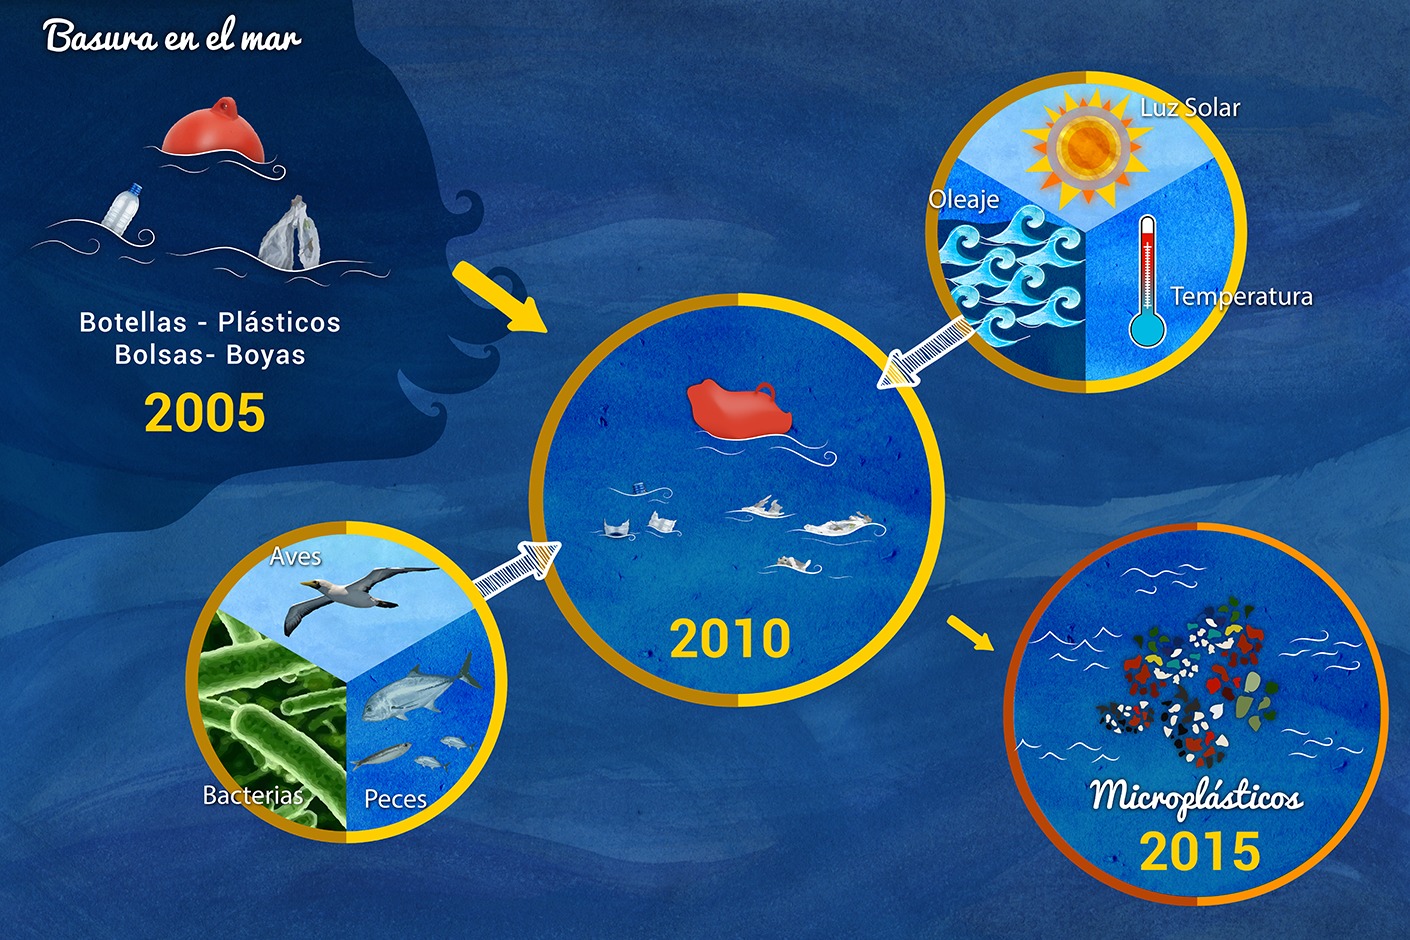 Basura en el mar
Botellas - Plásticos
Bolsas- Boyas
2005
Luz Solar
Oleaje
Temperatura
2010
Aves
Bacterias
Peces
Microplásticos
2015